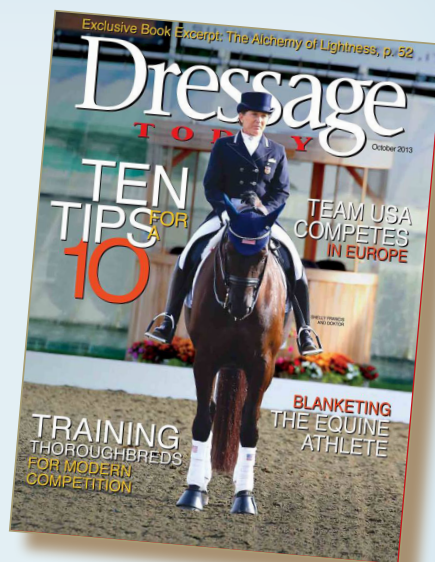 Exclusive Book Excerpt: The Alchemy of Lightness, p. 52
Dressage
TODAY
October 2013
TEN
TIPS
FOR
A
10
TEAM USA
COMPETES
IN EUROPE
SHELLY FRANCIS
AND DOKTOR
BLANKETING
THE EQUINE
ATHLETE
TRAINING
THOROUGHBREDS
FOR MODERN
COMPETITION